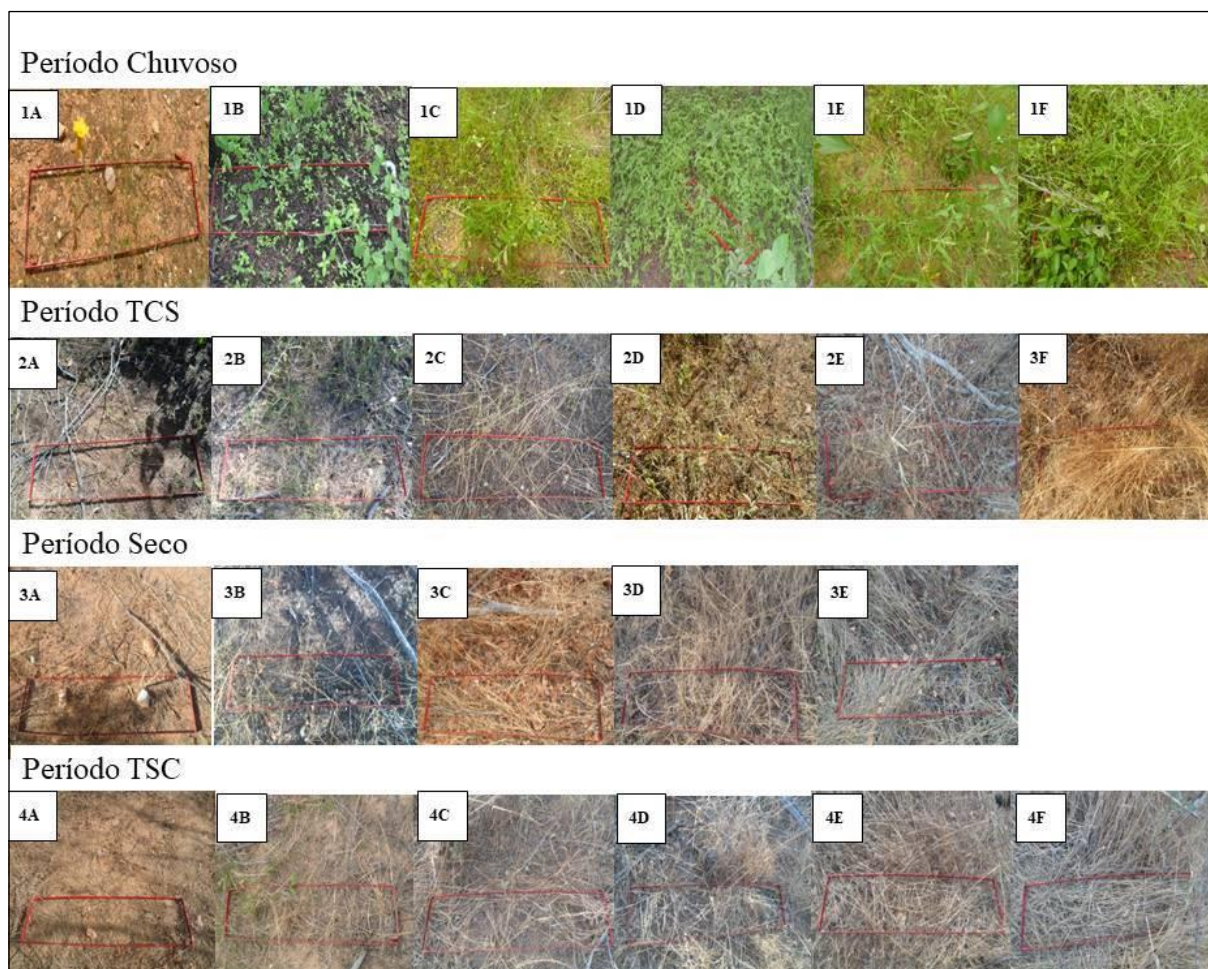 Período Chuvoso
1A 1B 1C 1D 1E 1F
Período TCS
2A 2B 2C 2D 2E 3F
Período Seco
3A 3B 3C 3D 3E
Período TSC
4A 4B 4C 4D 4E 4F